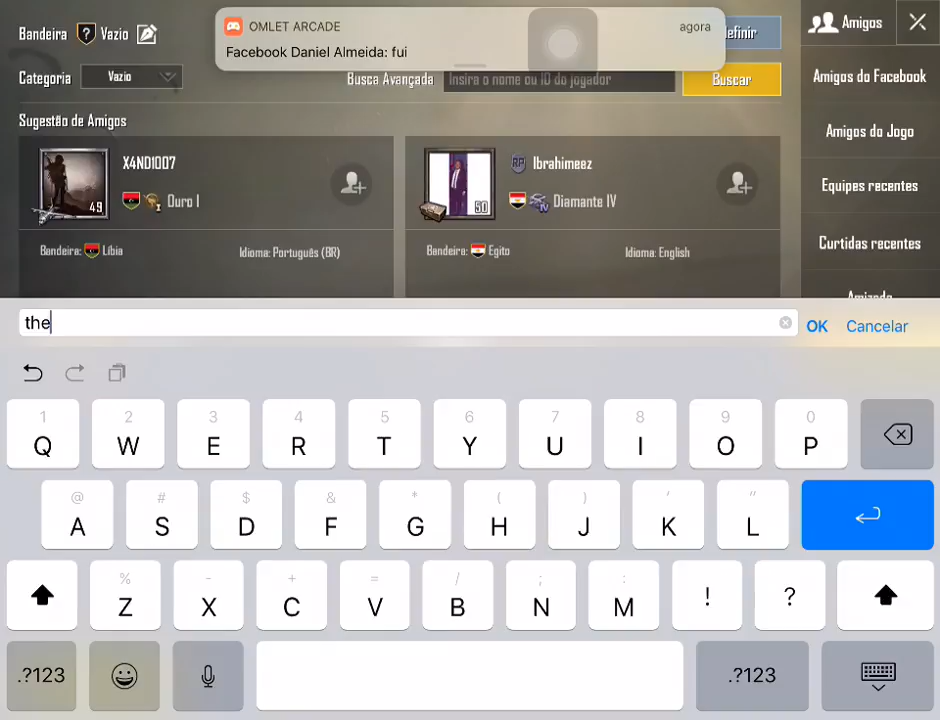 Bandeira ? Vazio
OMLET ARCADE
agora
Facebook Daniel Almeida: fui
efinir
Amigos
Categoria Vazio
Busca Avançada
Insira o nome ou ID do jogador
Buscar
Amigos do Facebook
Sugestão de Amigos
Amigos do Jogo
X4ND1007
49
Ouro I
Bandeira: Líbia
Idioma: Português (BR)
RP Ibrahimeez
50
Diamante IV
Bandeira: Egito
Idioma: English
Equipes recentes
Curtidas recentes
Amizade
the
OK
Cancelar
1 2 3 4 5 6 7 8 9 0
Q W E R T Y U I O P
@ # $ & * ( ) ' "
A S D F G H J K L
% - + = / ; :
Z X C V B N M ! ?
.?123
.?123